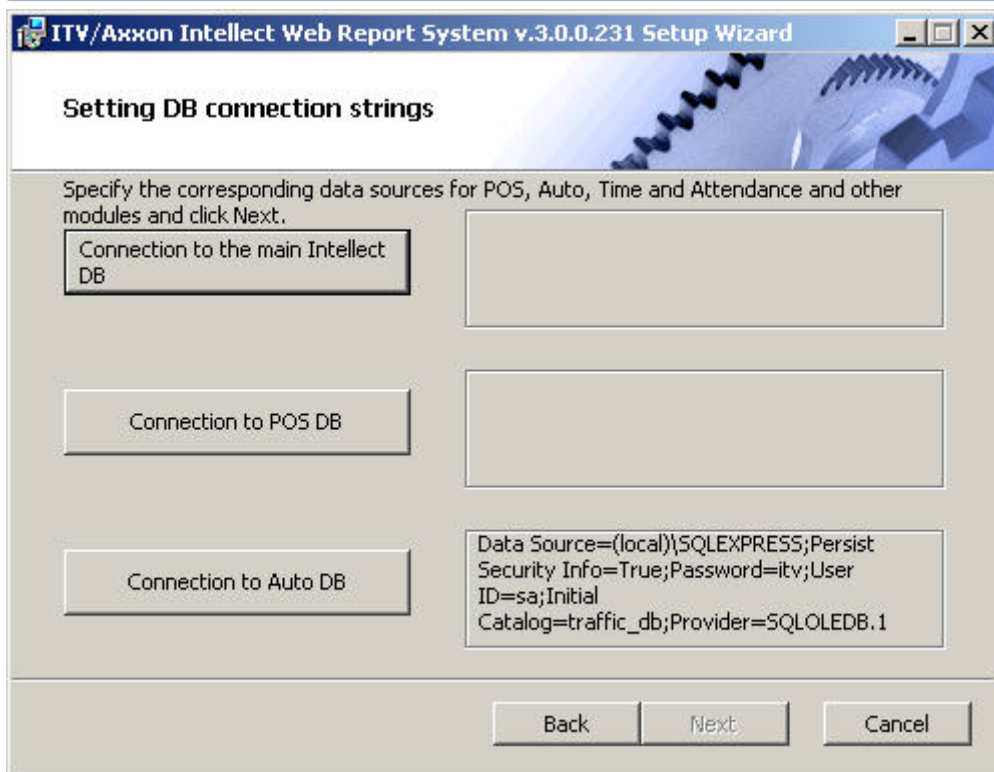 ITV/Axxon Intellect Web Report System v.3.0.0.231 Setup Wizard
Setting DB connection strings
Specify the corresponding data sources for POS, Auto, Time and Attendance and other
modules and click Next.
Connection to the main Intellect
DB
Connection to POS DB
Connection to Auto DB
Data Source=(local)\SQLEXPRESS;Persist
Security Info=True;Password=itv;User
ID=sa;Initial
Catalog=traffic_db;Provider=SQLOLEDB.1
Back
Next
Cancel